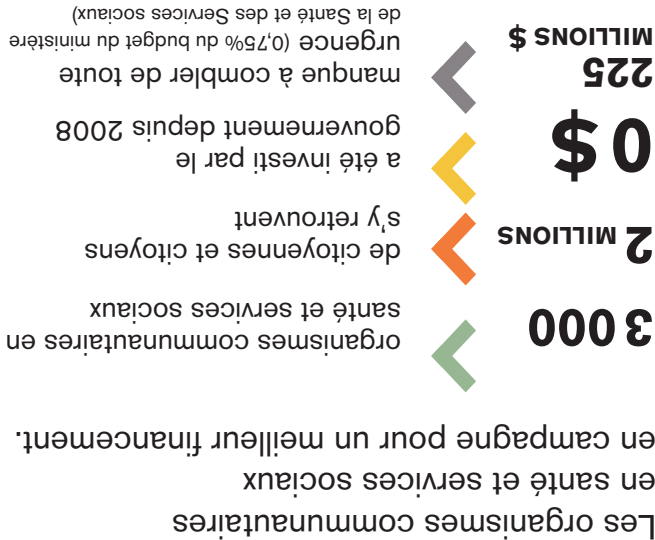 Les organismes communautaires
en santé et services sociaux
en campagne pour un meilleur financement.
3 000
organismes communautaires en
santé et services sociaux
2 MILLIONS
de citoyennes et citoyens
s'y retrouvent
0 $
a été investi par le
gouvernement depuis 2008
225
MILLIONS $
manque à combler de toute
urgence (0,75% du budget du ministère
de la Santé et des Services sociaux)